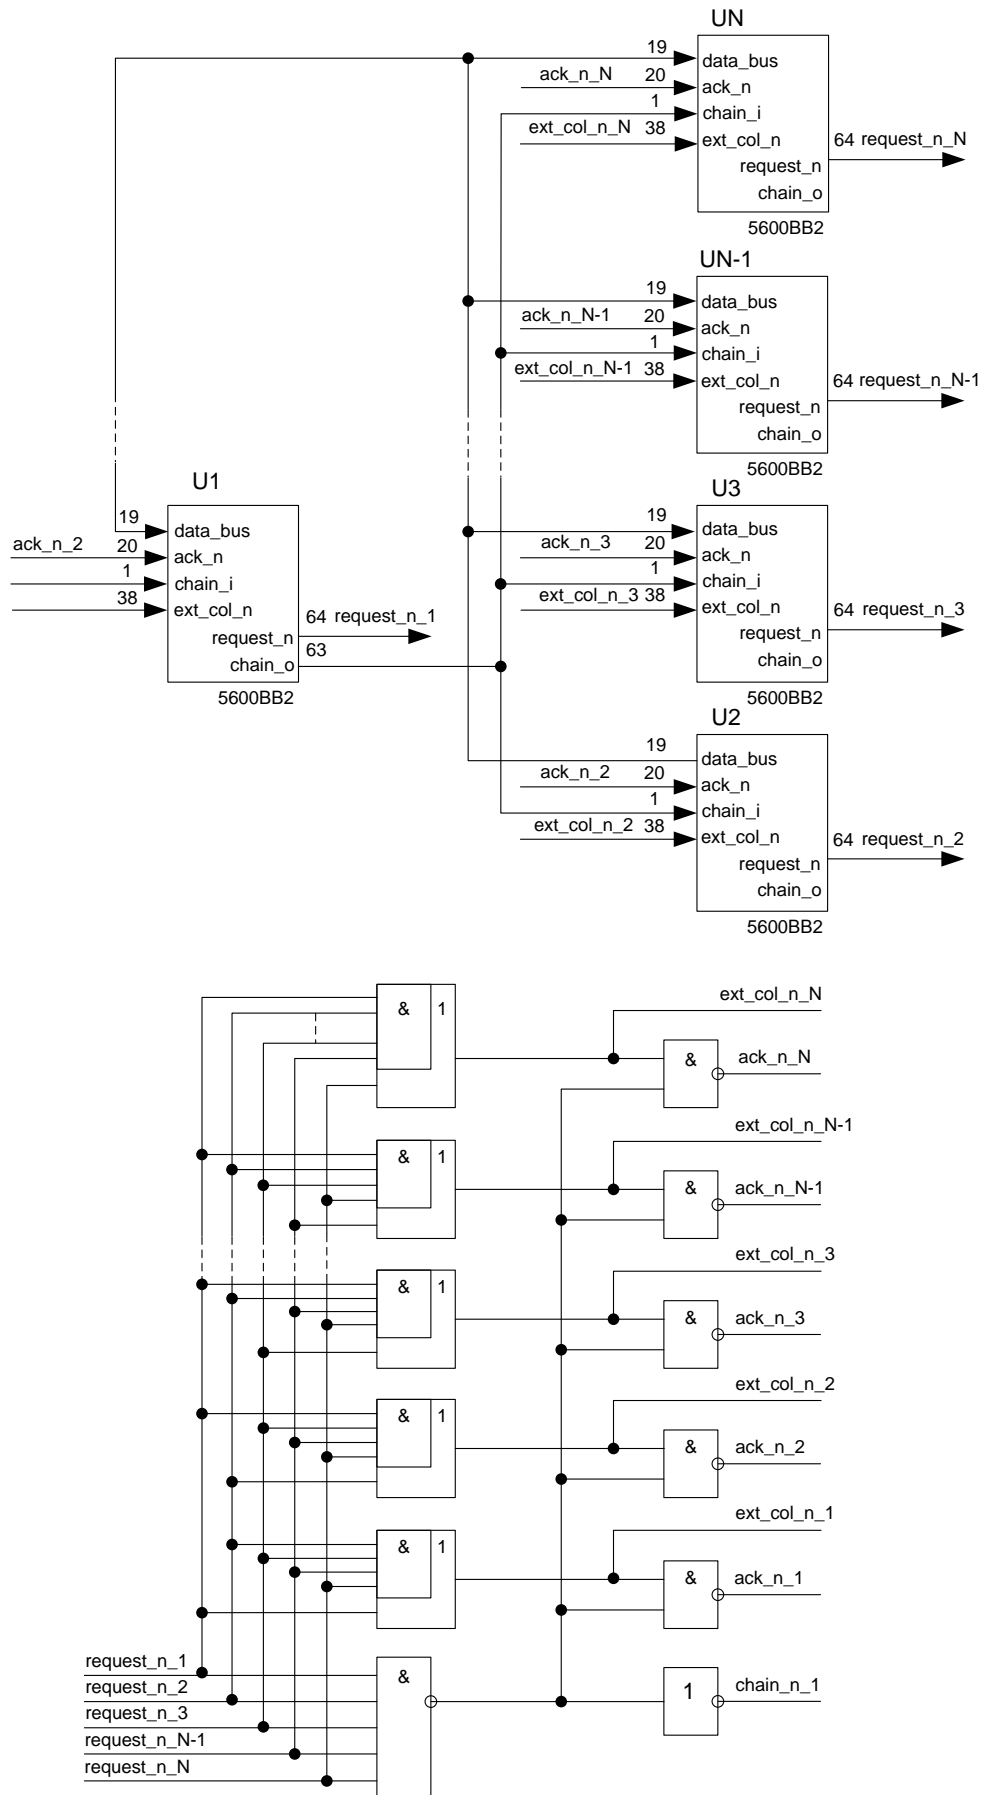 UN
19
data_bus
ack_n_N
20
ack_n
1
chain_i
ext_col_n_N
38
ext_col_n
64 request_n_N
request_n
chain_o
5600BB2
UN-1
19
data_bus
ack_n_N-1
20
ack_n
1
chain_i
ext_col_n_N-1 38
ext_col_n
64 request_n_N-1
request_n
chain_o
5600BB2
U1
19
data_bus
ack_n_2
20
ack_n
1
chain_i
38
ext_col_n
64 request_n_1
request_n
63
chain_o
5600BB2
U3
19
data_bus
ack_n_3
20
ack_n
1
chain_i
ext_col_n_3 38
ext_col_n
64 request_n_3
request_n
chain_o
5600BB2
U2
19
data_bus
ack_n_2
20
ack_n
1
chain_i
ext_col_n_2 38
ext_col_n
64 request_n_2
request_n
chain_o
5600BB2
& 1
ext_col_n_N
&
ack_n_N
& 1
ext_col_n_N-1
&
ack_n_N-1
& 1
ext_col_n_3
&
ack_n_3
& 1
ext_col_n_2
&
ack_n_2
& 1
ext_col_n_1
&
ack_n_1
request_n_1
request_n_2
request_n_3
request_n_N-1
request_n_N
&
1
chain_n_1